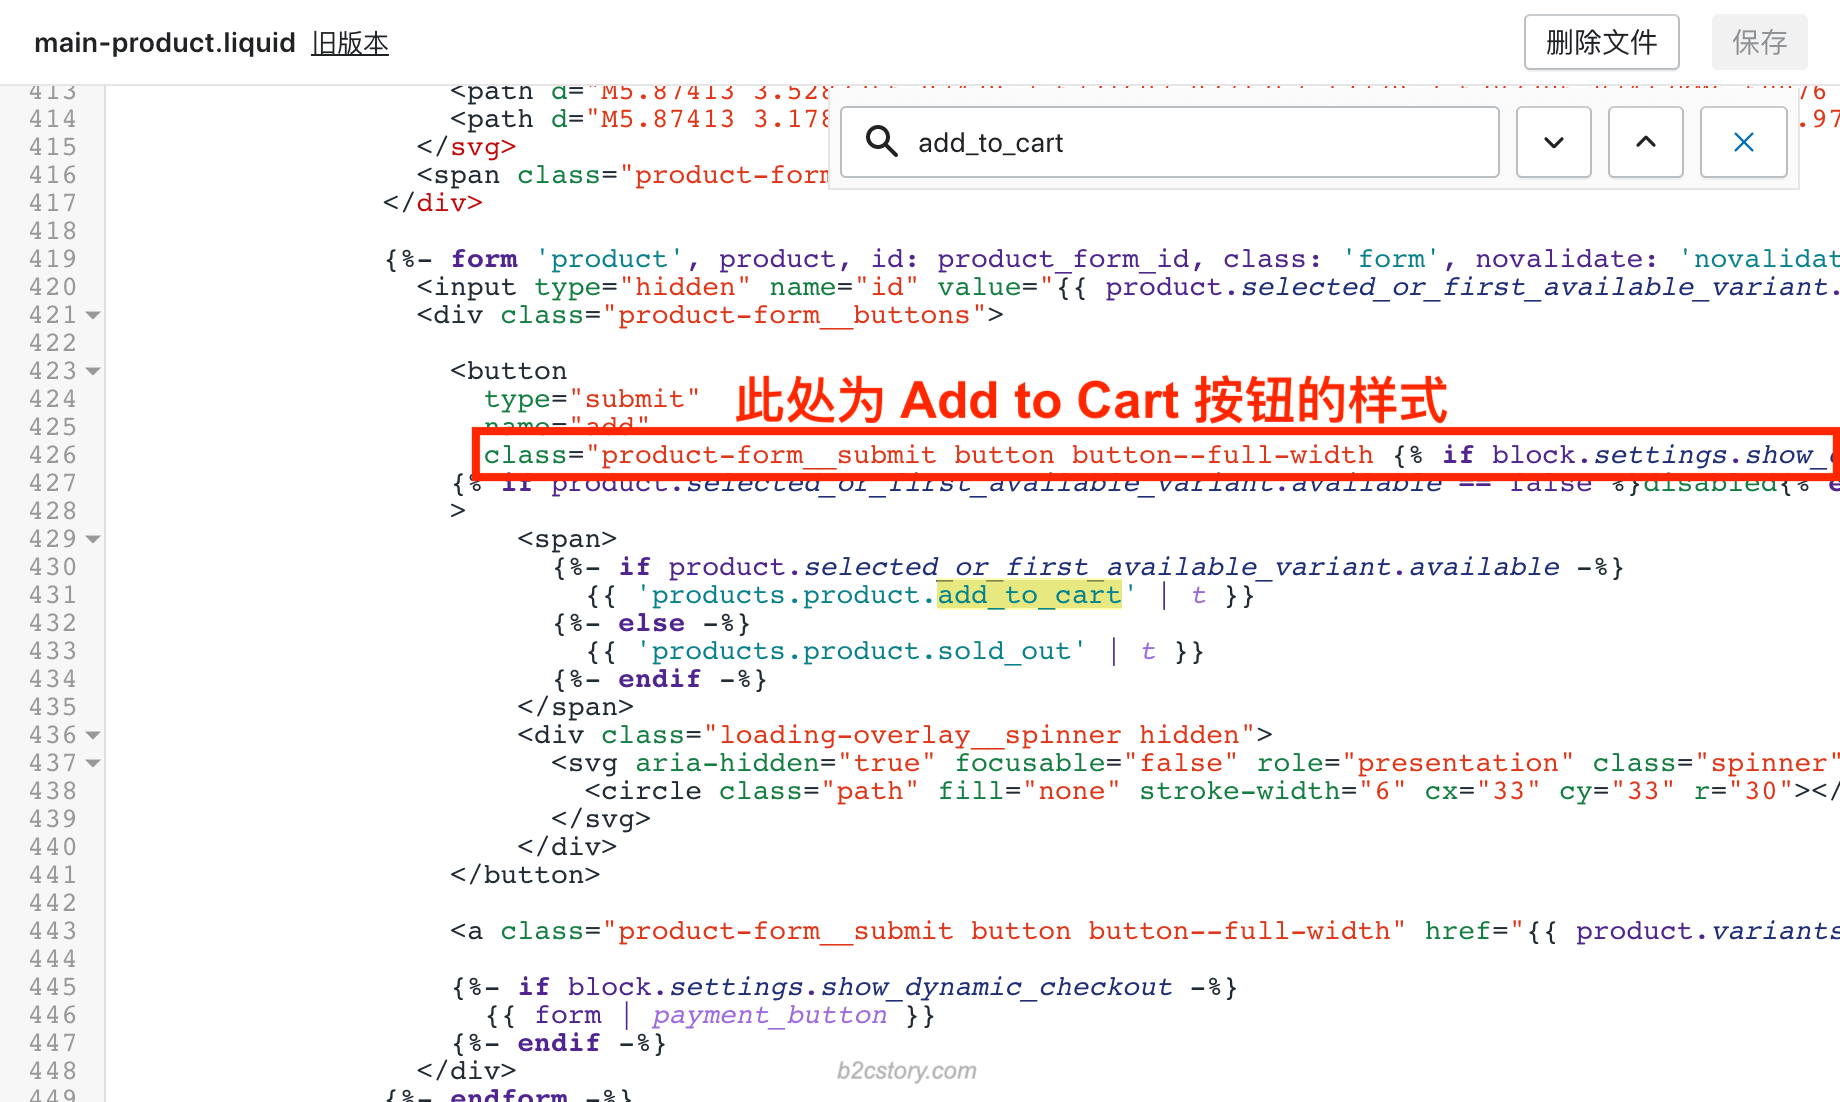 main-product.liquid 旧版本
删除文件
保存
add_to_cart
413 <path d="M5.87413 3.528
414 <path d="M5.87413 3.178 .97
415 </svg>
416 <span class="product-form
417 </div>
418
419 {%- form 'product', product, id: product_form_id, class: 'form', novalidate: 'novalidat
420 <input type="hidden" name="id" value="{{ product.selected_or_first_available_variant.
421 <div class="product-form__buttons">
422
423 <button
424 type="submit"
此处为 Add to Cart 按钮的样式
425 name="add"
426 class="product-form__submit button button--full-width {% if block.settings.show_
427 {% if product.selected_or_first_available_variant.available == false %}disabled{% e
428 >
429 <span>
430 {%- if product.selected_or_first_available_variant.available -%}
431 {{ 'products.product.add_to_cart' | t }}
432 {%- else -%}
433 {{ 'products.product.sold_out' | t }}
434 {%- endif -%}
435 </span>
436 <div class="loading-overlay__spinner hidden">
437 <svg aria-hidden="true" focusable="false" role="presentation" class="spinner"
438 <circle class="path" fill="none" stroke-width="6" cx="33" cy="33" r="30"></
439 </svg>
440 </div>
441 </button>
442
443 <a class="product-form__submit button button--full-width" href="{{ product.variants
444
445 {%- if block.settings.show_dynamic_checkout -%}
446 {{ form | payment_button }}
447 {%- endif -%}
448 </div>
b2cstory.com
449 {%- endform -%}